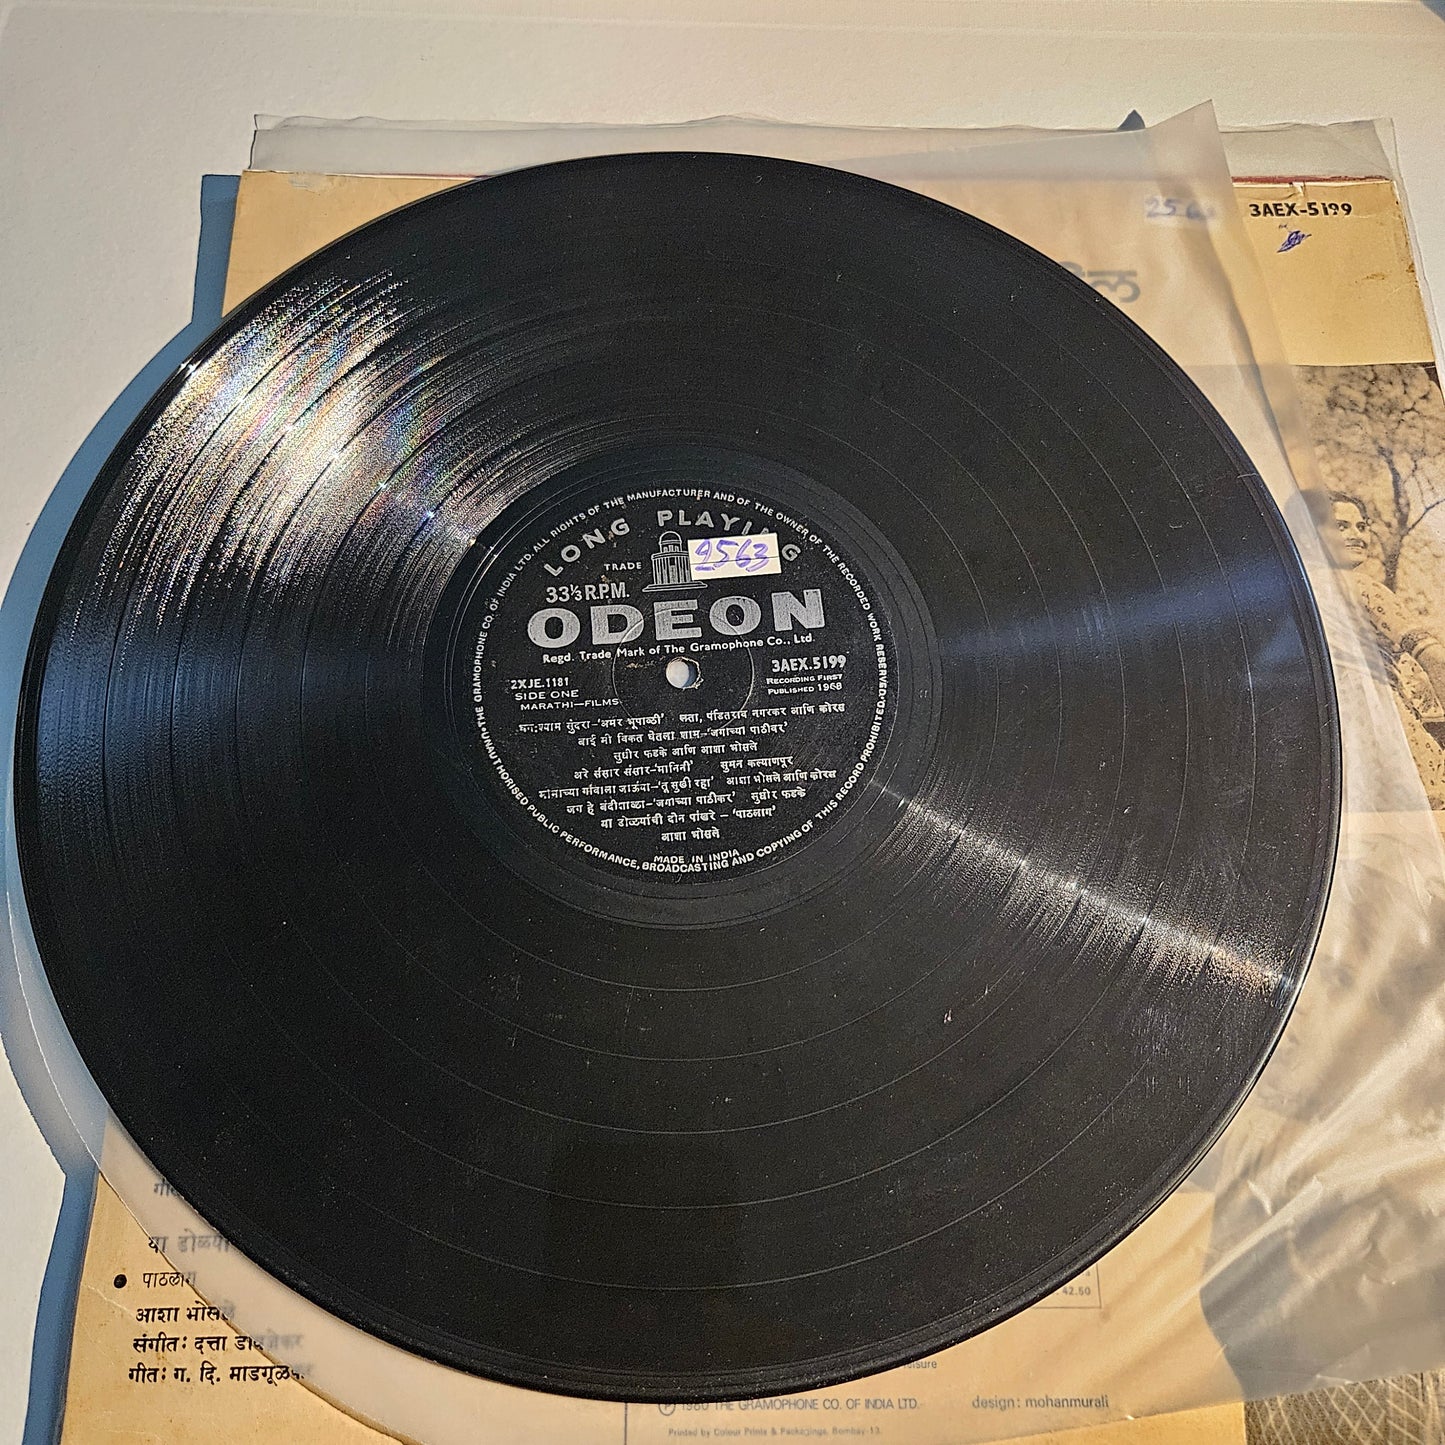 3AEX-5199
2563
THE GRAMOPHONE CO. OF INDIA LTD. ALL RIGHTS OF THE MANUFACTURER AND OF THE OWNER OF THE RECORDED WORK RESERVED.
UNAUTHORISED PUBLIC PERFORMANCE, BROADCASTING AND COPYING OF THIS RECORD PROHIBITED.
LONG PLAYING
2563
TRADE
33⅓ R.P.M.
ODEON
Regd. Trade Mark of The Gramophone Co., Ltd.
3AEX.5199
2XJE.1181
RECORDING FIRST
SIDE ONE
PUBLISHED 1968
MARATHI–FILMS
घनःश्याम सुंदरा–'अमर भूपाळी' लता, पंडितराव नगरकर आणि कोरस
बाई मी विकत घेतला शाम–'जगाच्या पाठीवर'
सुधीर फडके आणि आशा भोसले
अरे संसार संसार–'मानिनी' सुमन कल्याणपूर
मामाच्या गांवाला जाऊंया–'तू सुखी रहा' आशा भोसले आणि कोरस
जग हे बंदीशाळा–'जगाच्या पाठीवर' सुधीर फडके
या डोळ्यांची दोन पांखरे – 'पाठलाग'
आशा भोसले
MADE IN INDIA
या
● पाठलाग
आशा भोसले
संगीत: दत्ता डावजेकर
गीत: ग. दि. माडगूळकर
42.50
℗ 1980 THE GRAMOPHONE CO. OF INDIA LTD. design: mohanmurali
Printed by Colour Prints & Packagings, Bombay-13.